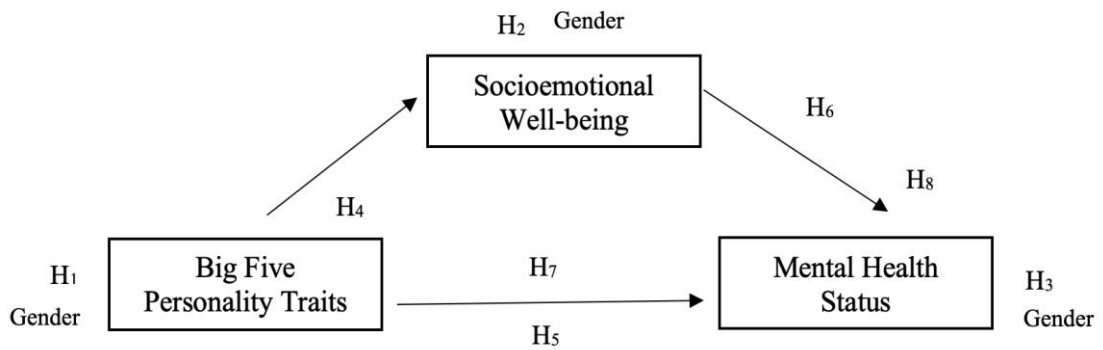 H₂ Gender
Socioemotional
Well-being
H₆
H₈
H₄
Big Five
Personality Traits
H₁
Gender
H₇
H₅
Mental Health
Status
H₃
Gender